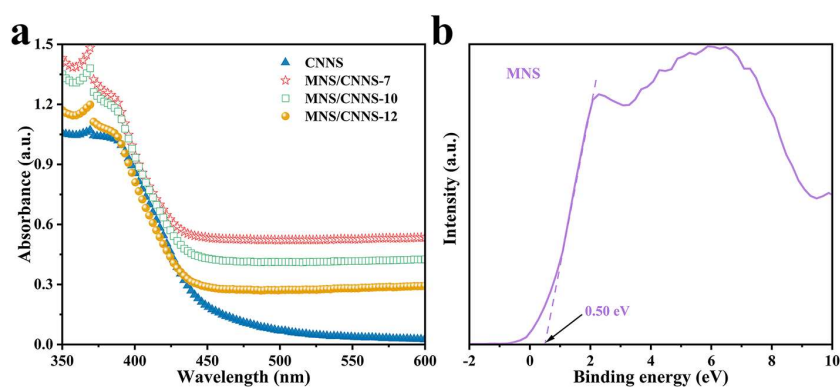 a
1.5
1.2
0.9
0.6
0.3
0.0
Absorbance (a.u.)
CNNS
MNS/CNNS-7
MNS/CNNS-10
MNS/CNNS-12
350 400 450 500 550 600
Wavelength (nm)
b
Intensity (a.u.)
MNS
0.50 eV
-2 0 2 4 6 8 10
Binding energy (eV)